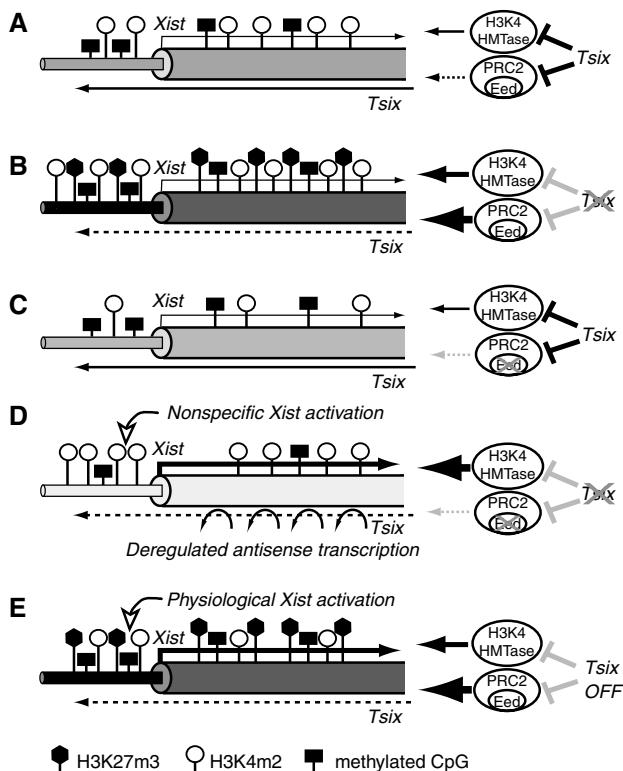 A
Xist
Tsix
H3K4
HMTase
PRC2
Eed
Tsix
B
Xist
Tsix
H3K4
HMTase
PRC2
Eed
Tsix
C
Xist
Tsix
H3K4
HMTase
PRC2
Eed
Tsix
D
Nonspecific Xist activation
Xist
Tsix
Deregulated antisense transcription
H3K4
HMTase
PRC2
Eed
Tsix
E
Physiological Xist activation
Xist
Tsix
H3K4
HMTase
PRC2
Eed
Tsix
OFF
H3K27m3 H3K4m2 methylated CpG